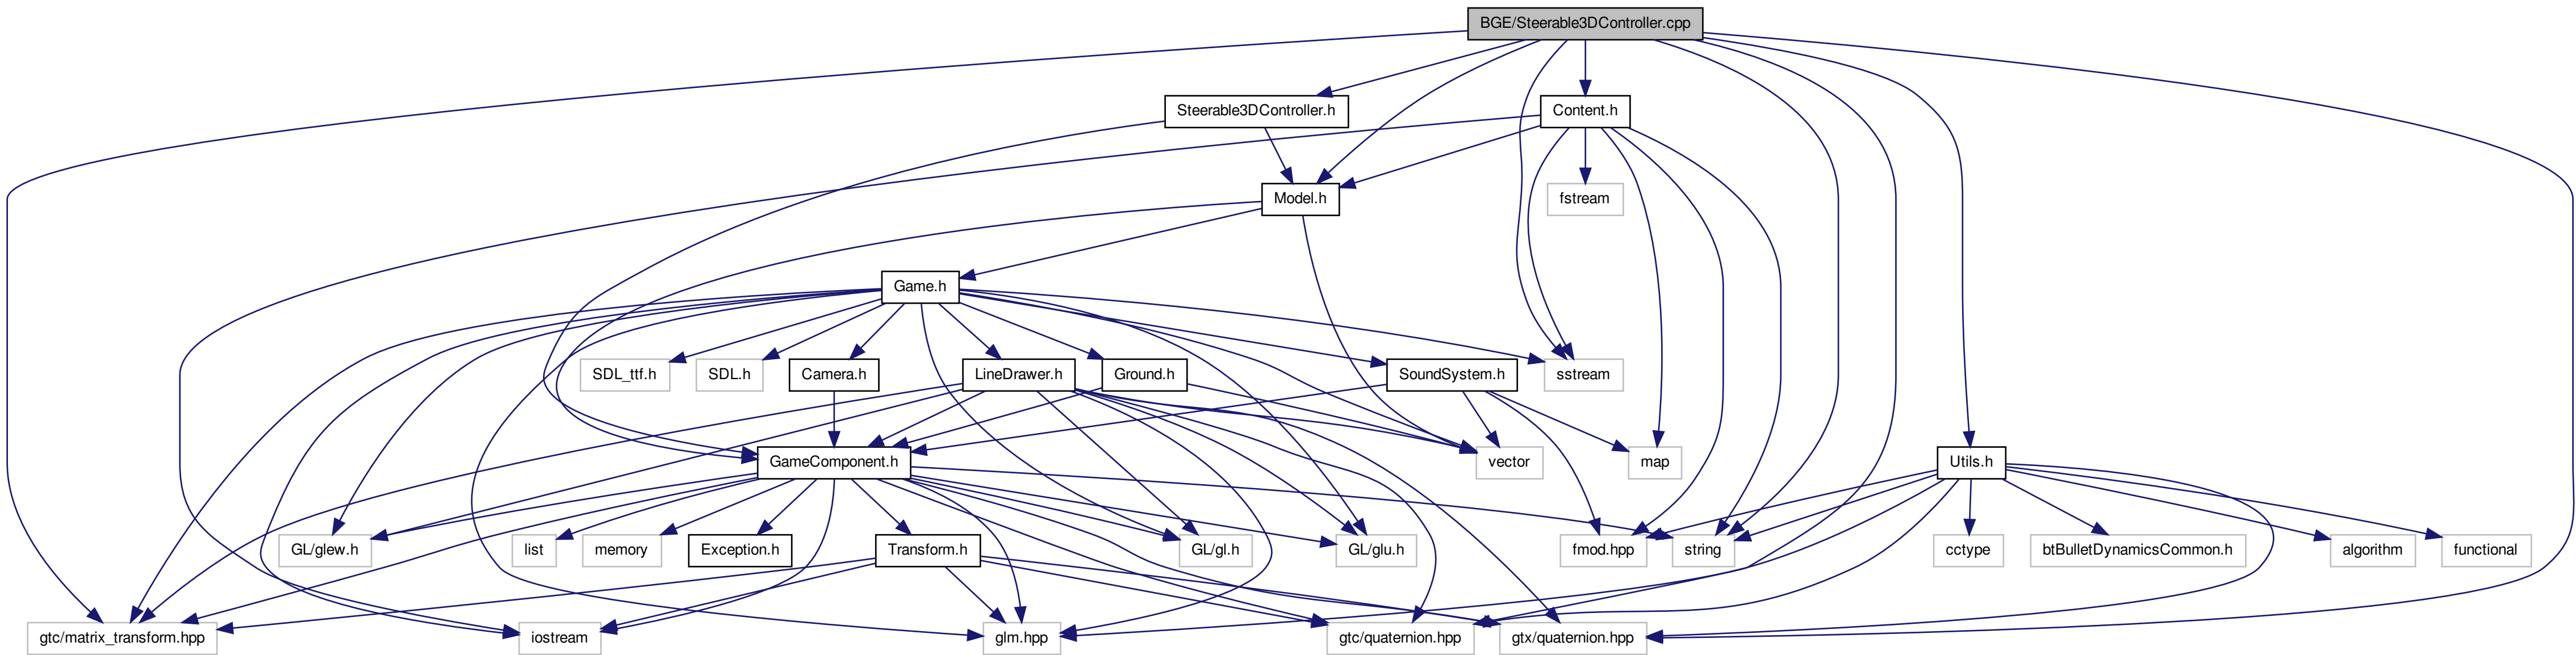 BGE/Steerable3DController.cpp
Steerable3DController.h
Content.h
Model.h
fstream
Game.h
SDL_ttf.h
SDL.h
Camera.h
LineDrawer.h
Ground.h
SoundSystem.h
sstream
GameComponent.h
vector
map
Utils.h
GL/glew.h
list
memory
Exception.h
Transform.h
GL/gl.h
GL/glu.h
fmod.hpp
string
cctype
btBulletDynamicsCommon.h
algorithm
functional
gtc/matrix_transform.hpp
iostream
glm.hpp
gtc/quaternion.hpp
gtx/quaternion.hpp